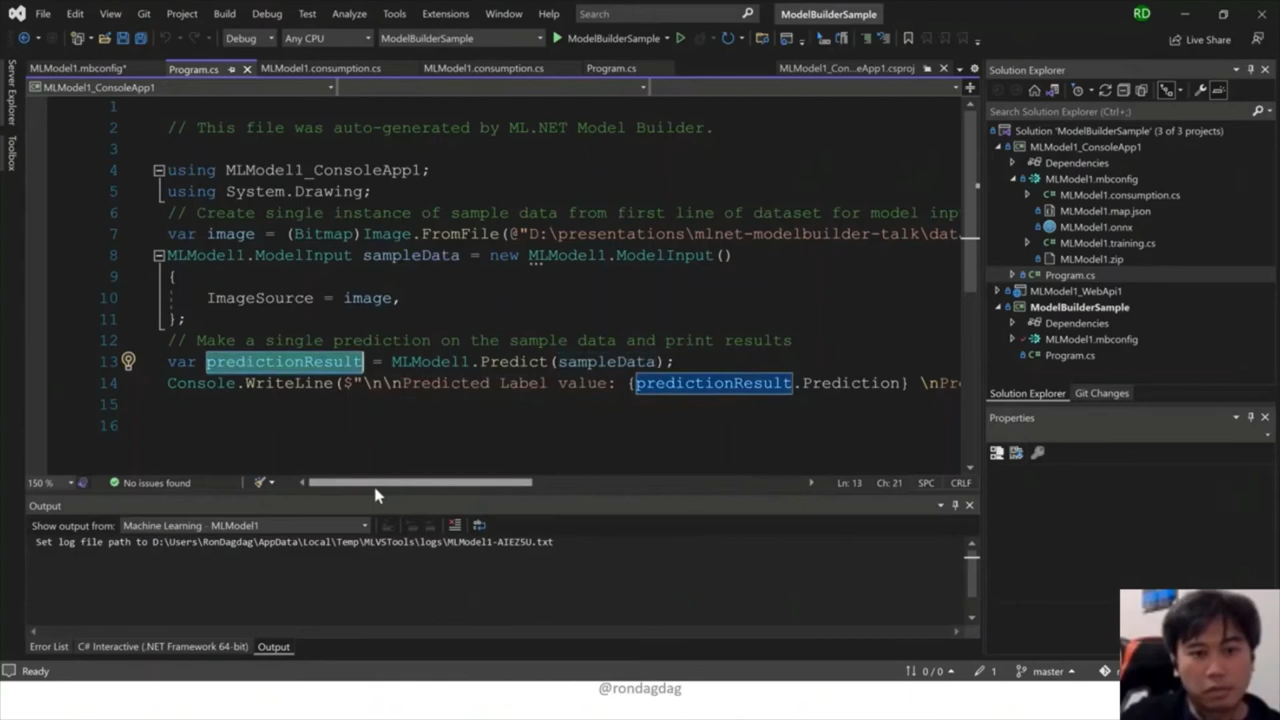 File Edit View Git Project Build Debug Test Analyze Tools Extensions Window Help Search ModelBuilderSample RD
Debug Any CPU ModelBuilderSample ModelBuilderSample Live Share
MLModel1.mbconfig* Program.cs MLModel1.consumption.cs MLModel1.consumption.cs Program.cs MLModel1_Con...eApp1.csproj
MLModel1_ConsoleApp1
Server Explorer
Toolbox
1
2 // This file was auto-generated by ML.NET Model Builder.
3
4 using MLModel1_ConsoleApp1;
5 using System.Drawing;
6 // Create single instance of sample data from first line of dataset for model inp
7 var image = (Bitmap)Image.FromFile(@"D:\presentations\mlnet-modelbuilder-talk\dat
8 MLModel1.ModelInput sampleData = new MLModel1.ModelInput()
9 {
10 ImageSource = image,
11 };
12 // Make a single prediction on the sample data and print results
13 var predictionResult = MLModel1.Predict(sampleData);
14 Console.WriteLine($"\n\nPredicted Label value: {predictionResult.Prediction} \nPr
15
16
150 % No issues found Ln: 13 Ch: 21 SPC CRLF
Output
Show output from: Machine Learning - MLModel1
Set log file path to D:\Users\RonDagdag\AppData\Local\Temp\MLVSTools\logs\MLModel1-AIEZ5U.txt
Error List C# Interactive (.NET Framework 64-bit) Output
Solution Explorer
Search Solution Explorer (Ctrl+;)
Solution 'ModelBuilderSample' (3 of 3 projects)
MLModel1_ConsoleApp1
Dependencies
MLModel1.mbconfig
MLModel1.consumption.cs
MLModel1.map.json
MLModel1.onnx
MLModel1.training.cs
MLModel1.zip
Program.cs
MLModel1_WebApi1
ModelBuilderSample
Dependencies
MLModel1.mbconfig
Program.cs
Solution Explorer Git Changes
Properties
Ready 0 / 0 1 master
@rondagdag